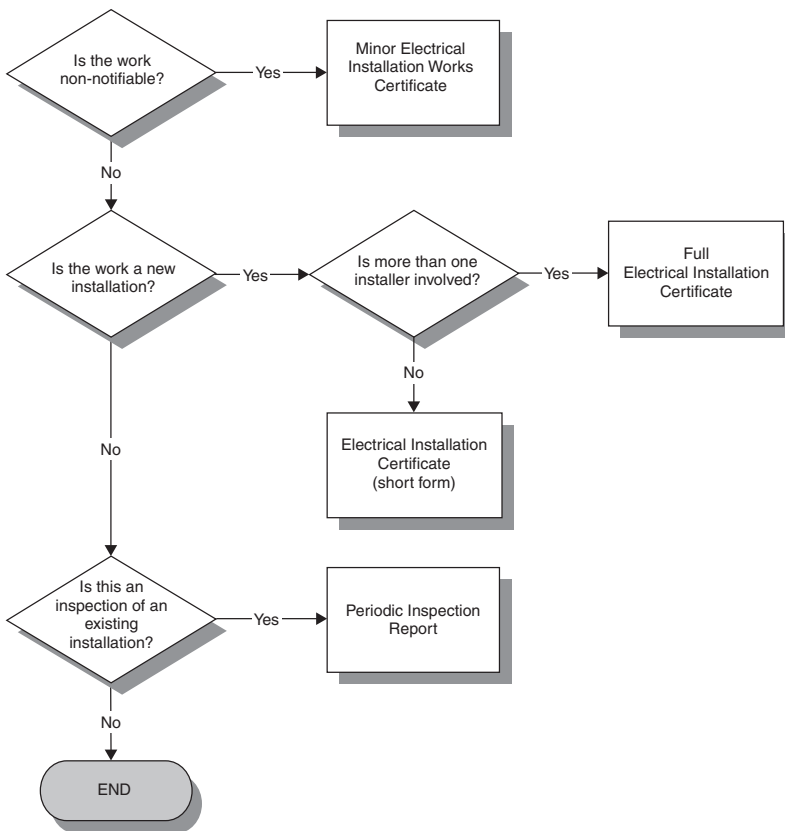 Is the work
non-notifiable?
Yes
Minor Electrical
Installation Works
Certificate
No
Is the work a new
installation?
Yes
Is more than one
installer involved?
Yes
Full
Electrical Installation
Certificate
No
Electrical Installation
Certificate
(short form)
No
Is this an
inspection of an
existing
installation?
Yes
Periodic Inspection
Report
No
END